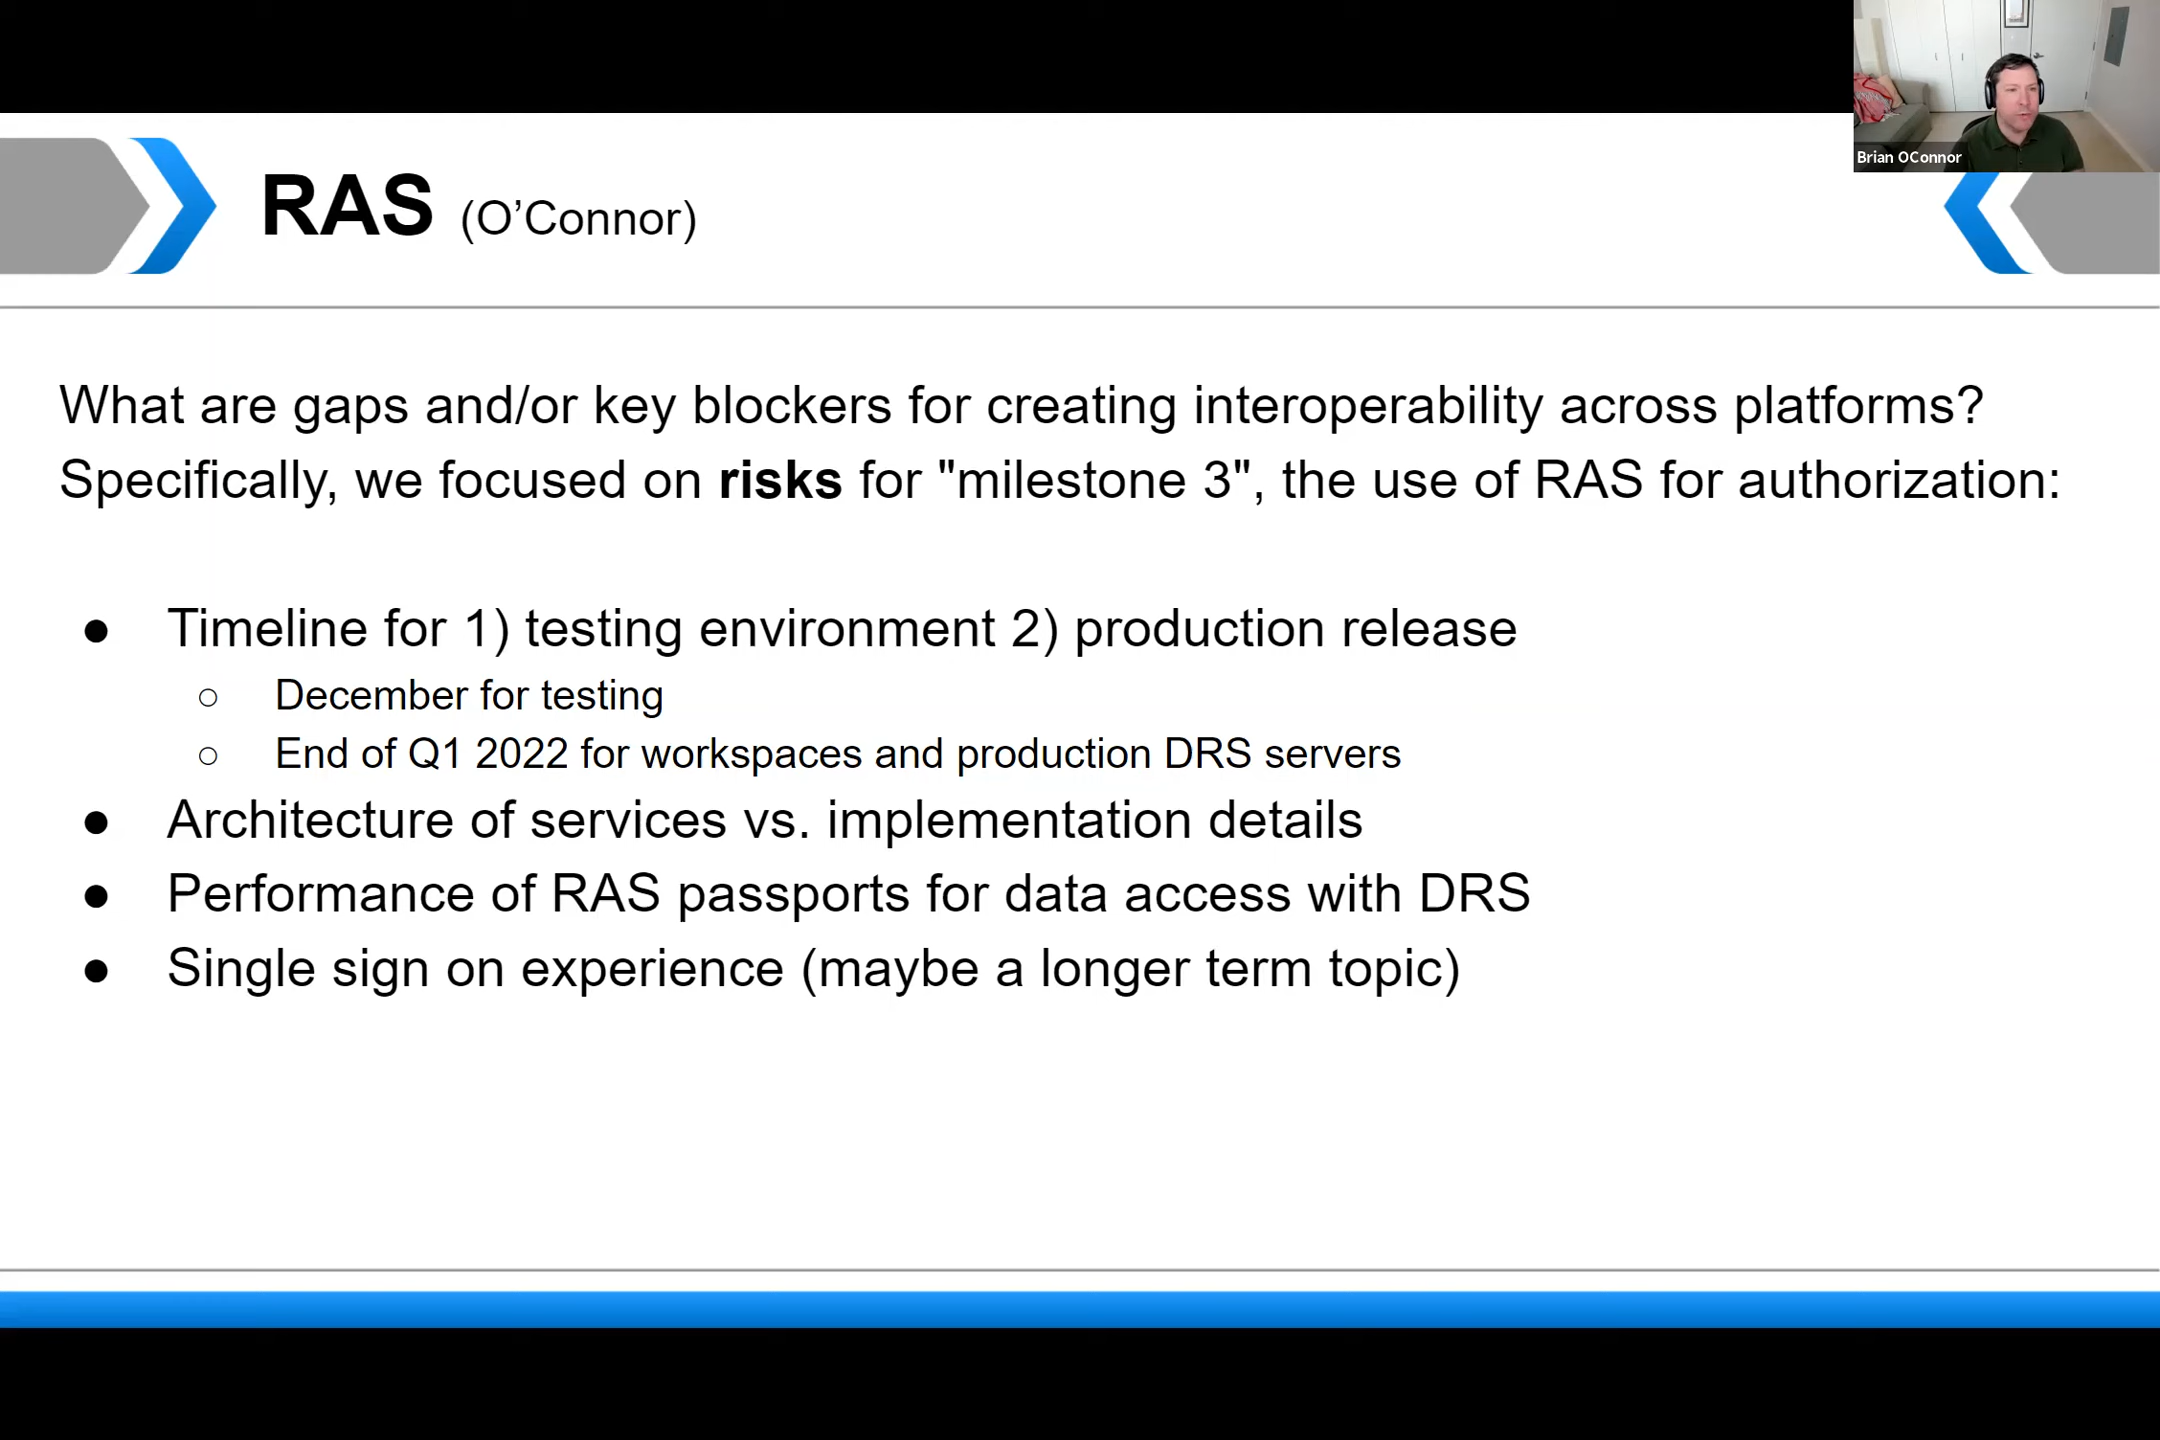 Brian OConnor
RAS (O’Connor)
What are gaps and/or key blockers for creating interoperability across platforms?
Specifically, we focused on risks for "milestone 3", the use of RAS for authorization:
● Timeline for 1) testing environment 2) production release
○ December for testing
○ End of Q1 2022 for workspaces and production DRS servers
● Architecture of services vs. implementation details
● Performance of RAS passports for data access with DRS
● Single sign on experience (maybe a longer term topic)